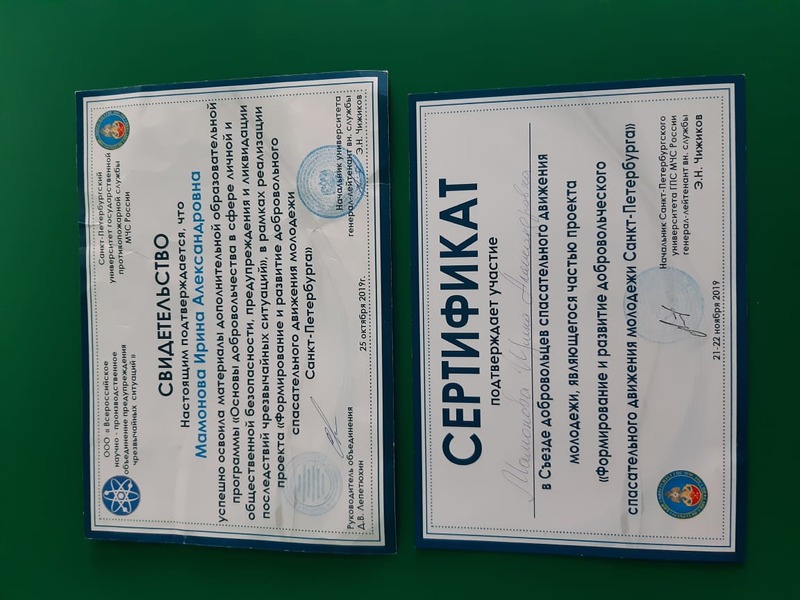 ООО « Всероссийское
научно - производственное
объединение предупреждения
чрезвычайных ситуаций »
Санкт-Петербургский
университет государственной
противопожарной службы
МЧС России
СВИДЕТЕЛЬСТВО
Настоящим подтверждается, что
Мамонова Ирина Александровна
успешно освоила материалы дополнительной образовательной
программы «Основы добровольчества в сфере личной и
общественной безопасности, предупреждения и ликвидации
последствий чрезвычайных ситуаций», в рамках реализации
проекта «Формирование и развитие добровольного
спасательного движения молодежи
Санкт-Петербурга»
Руководитель объединения
Д.В. Лепетюхин
25 октября 2019г.
Начальник университета
генерал-лейтенант вн. службы
Э.Н. Чижиков
СЕРТИФИКАТ
подтверждает участие
Мамонова Ирина Александровна
в Съезде добровольцев спасательного движения
молодежи, являющегося частью проекта
«Формирование и развитие добровольческого
спасательного движения молодежи Санкт-Петербурга»
21-22 ноября 2019
Начальник Санкт-Петербургского
университета ГПС МЧС России
генерал-лейтенант вн. службы
Э.Н. Чижиков